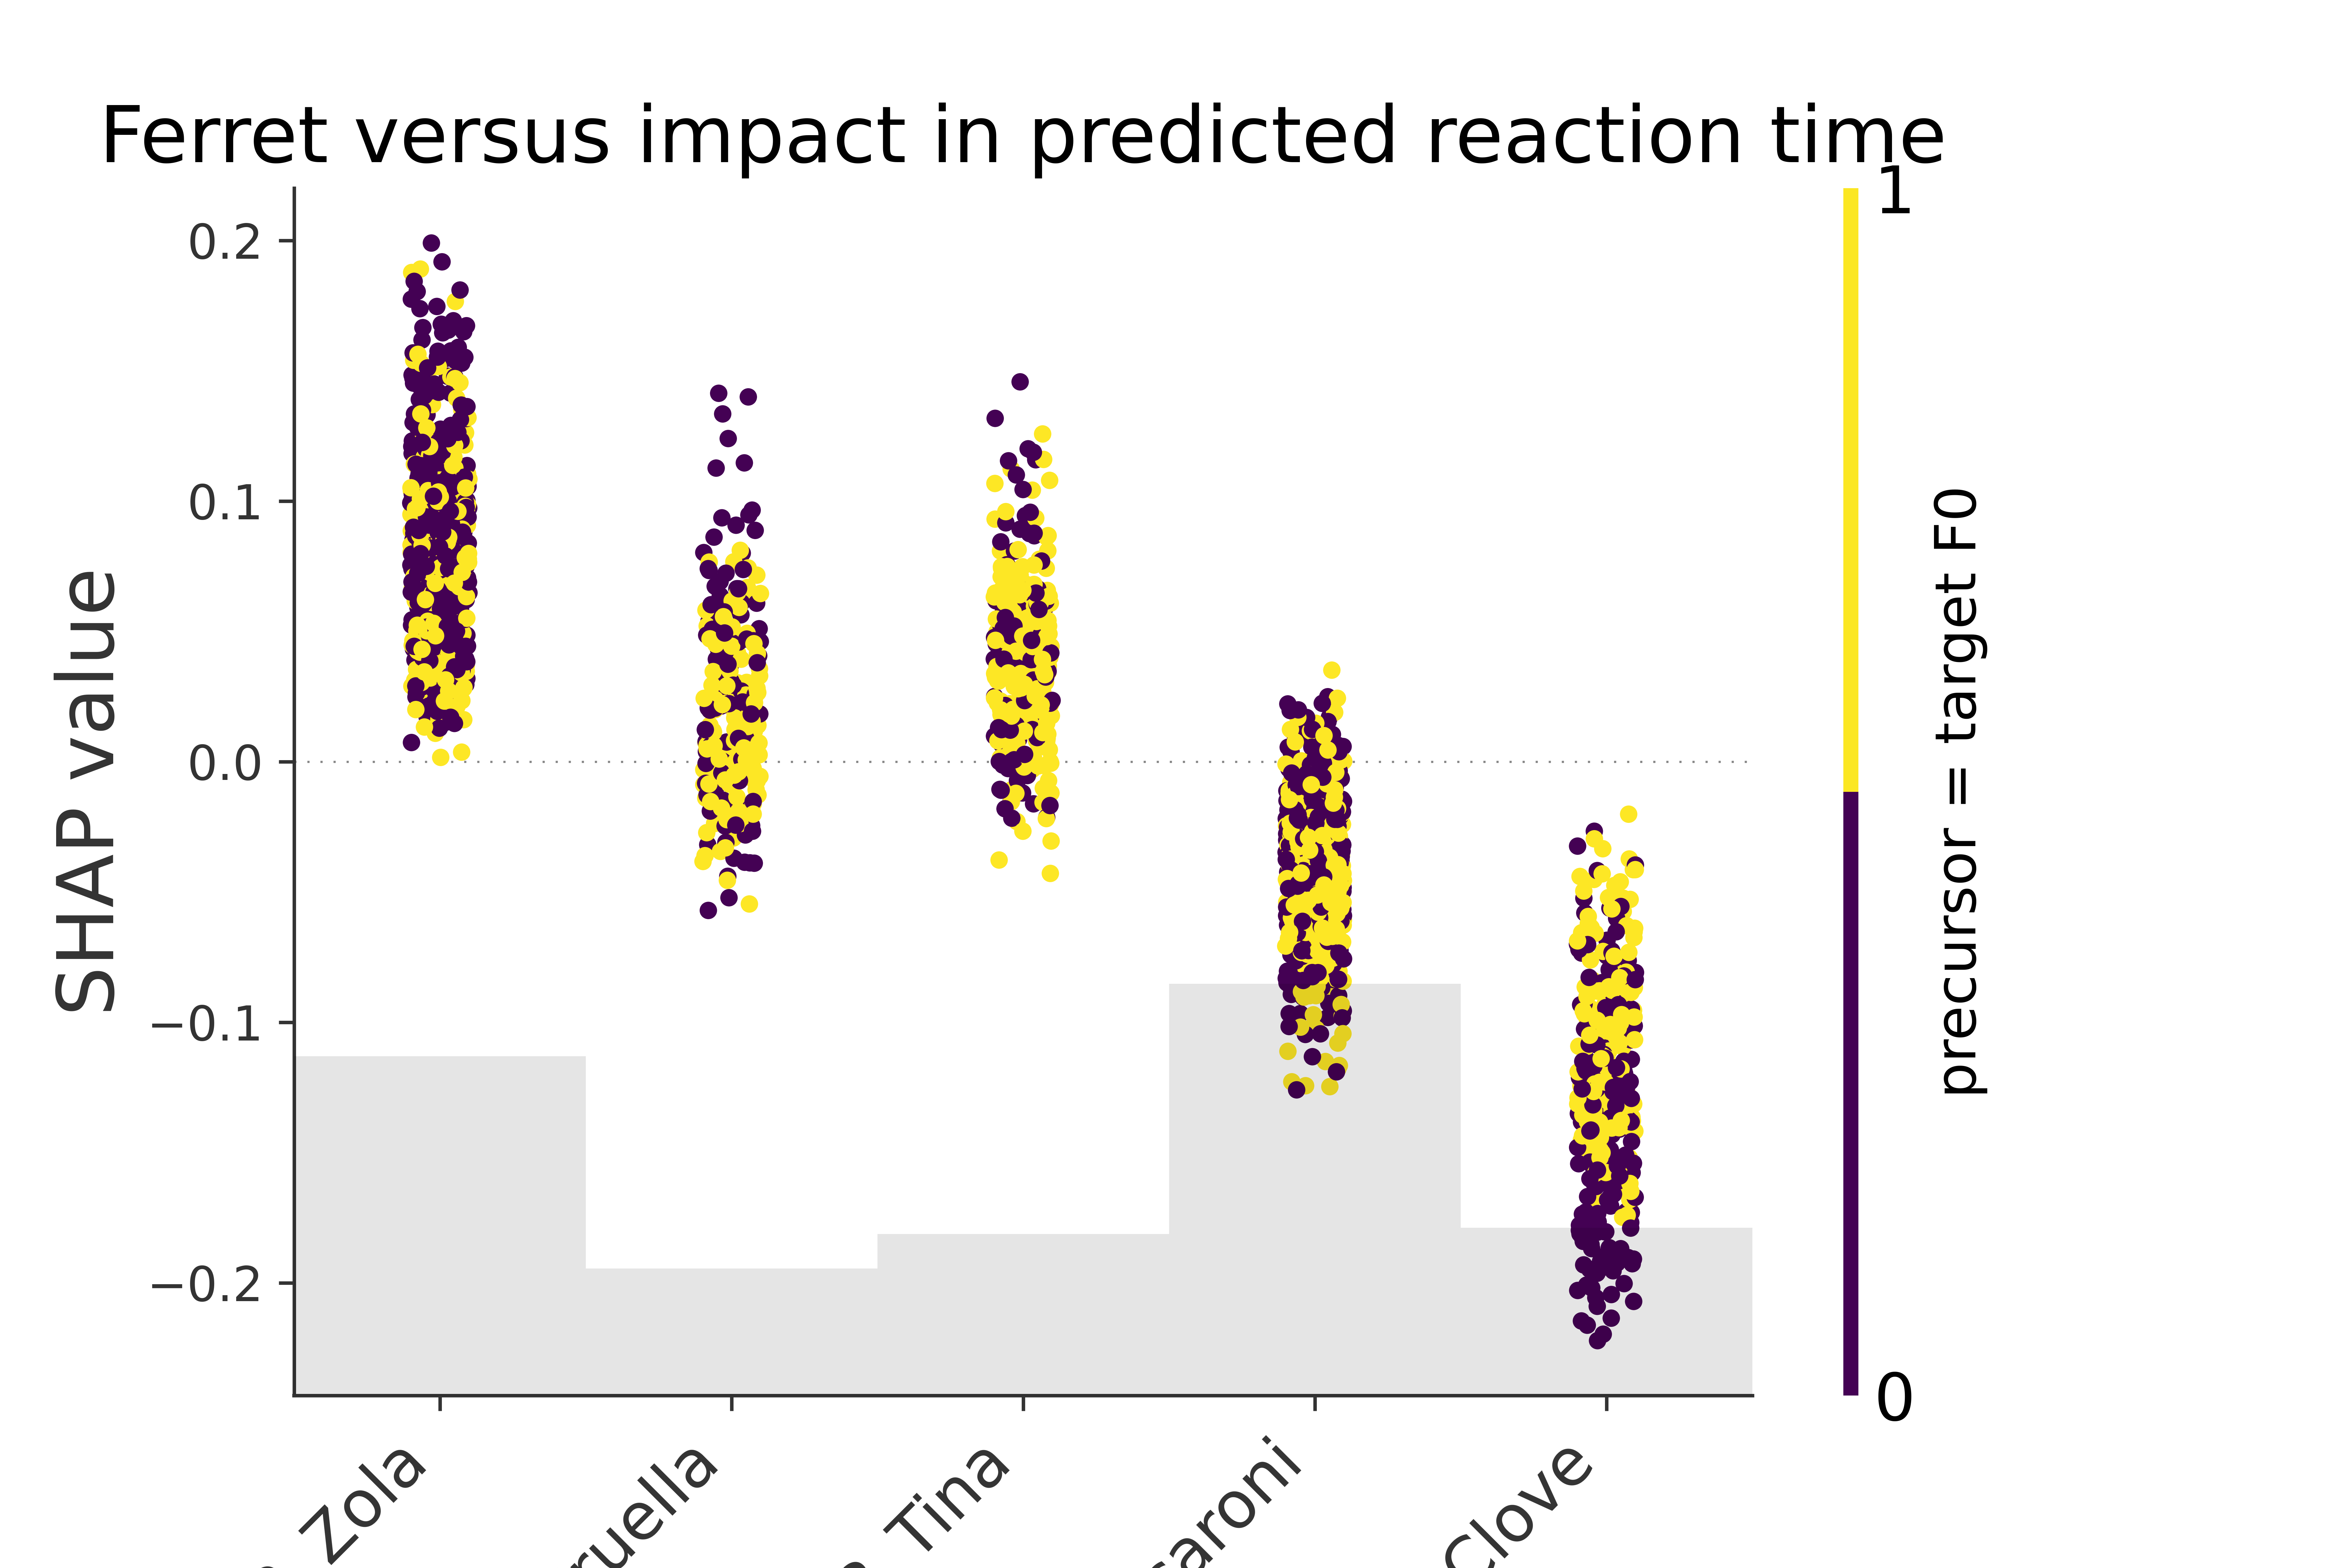 Ferret versus impact in predicted reaction time
1
0.2
0.1
0.0
−0.1
−0.2
SHAP value
precursor = target F0
0
Zola
ruella
Tina
saroni
Clove